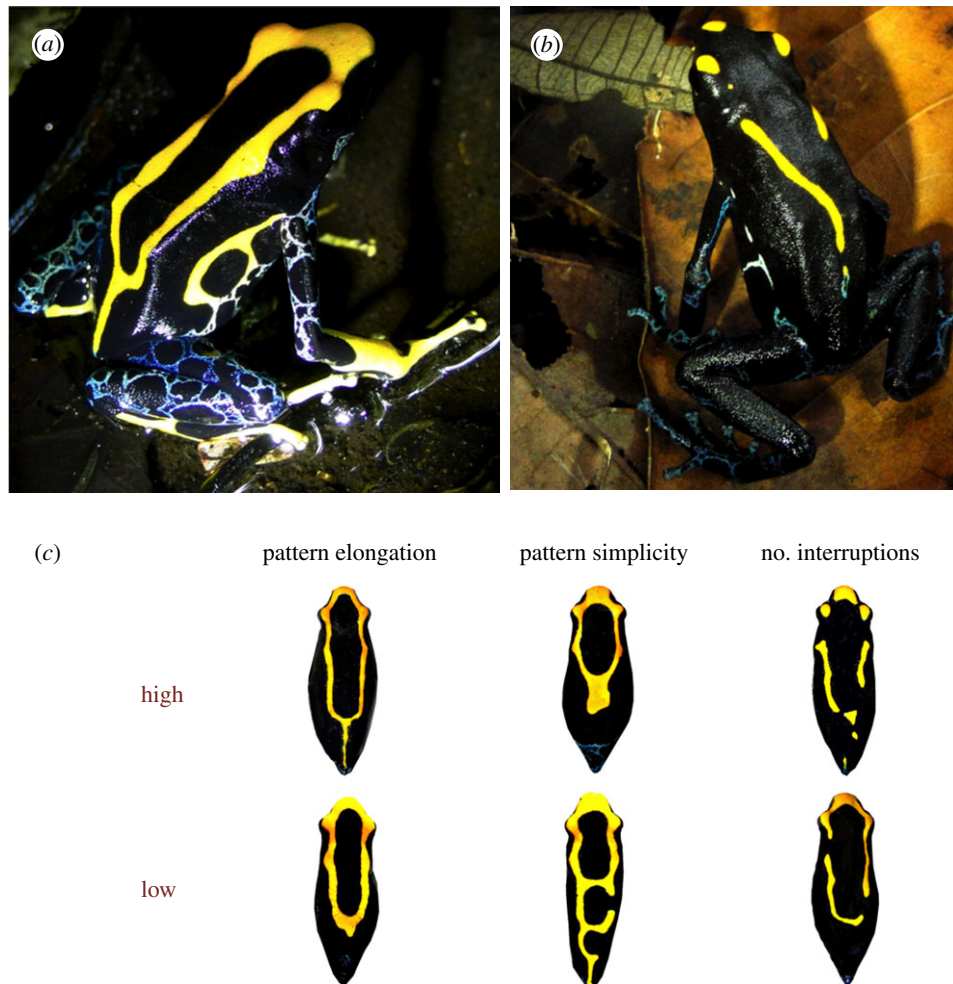 (a)
(b)
(c) pattern elongation pattern simplicity no. interruptions
high
low